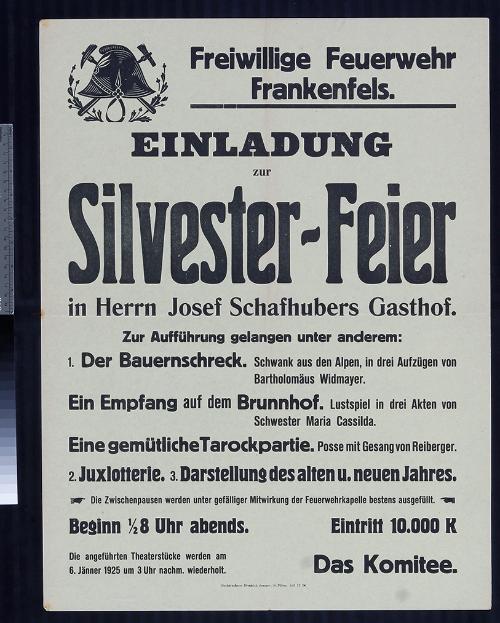 Freiwillige Feuerwehr
Frankenfels.
EINLADUNG
zur
Silvester-Feier
in Herrn Josef Schafhubers Gasthof.
Zur Aufführung gelangen unter anderem:
1. Der Bauernschreck. Schwank aus den Alpen, in drei Aufzügen von
Bartholomäus Widmayer.
Ein Empfang auf dem Brunnhof. Lustspiel in drei Akten von
Schwester Maria Cassilda.
Eine gemütliche Tarockpartie. Posse mit Gesang von Reiberger.
2. Juxlotterie. 3. Darstellung des alten u. neuen Jahres.
Die Zwischenpausen werden unter gefälliger Mitwirkung der Feuerwehrkapelle bestens ausgefüllt.
Beginn ½8 Uhr abends. Eintritt 10.000 K
Die angeführten Theaterstücke werden am
6. Jänner 1925 um 3 Uhr nachm. wiederholt.
Das Komitee.